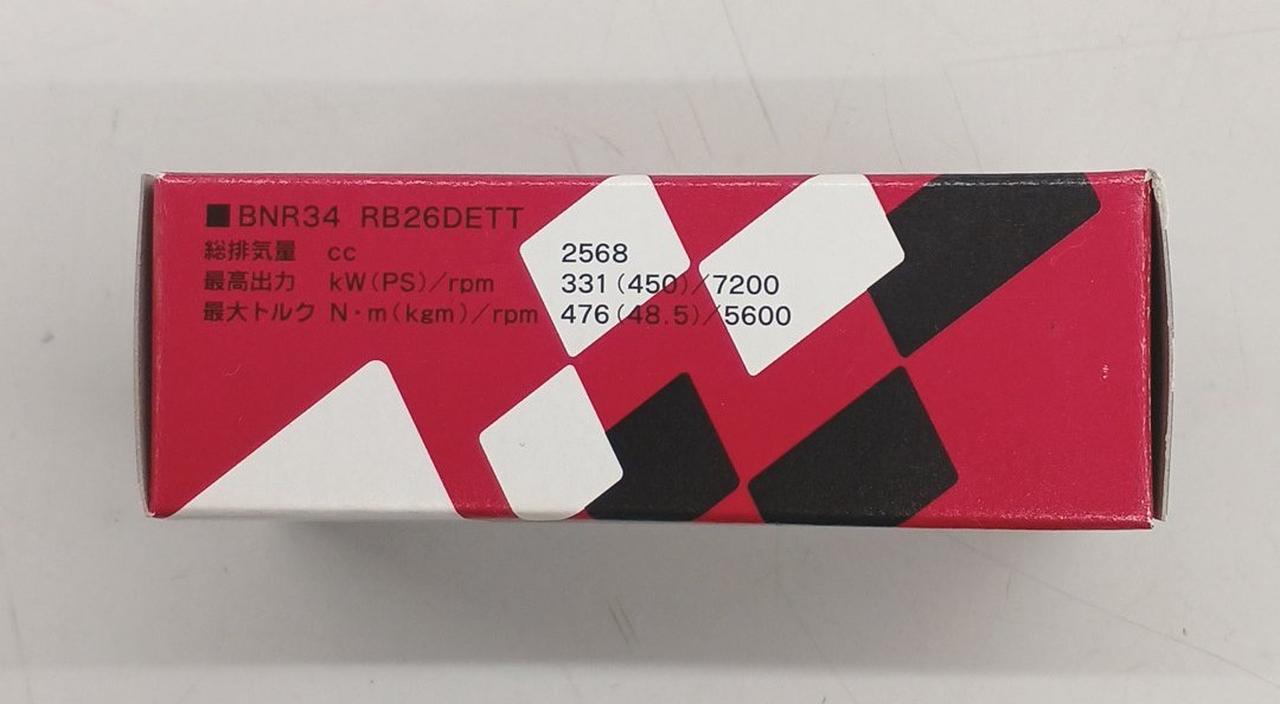 ■BNR34 RB26DETT
総排気量 cc 2568
最高出力 kW(PS)/rpm 331(450)/7200
最大トルク N・m(kgm)/rpm 476(48.5)/5600